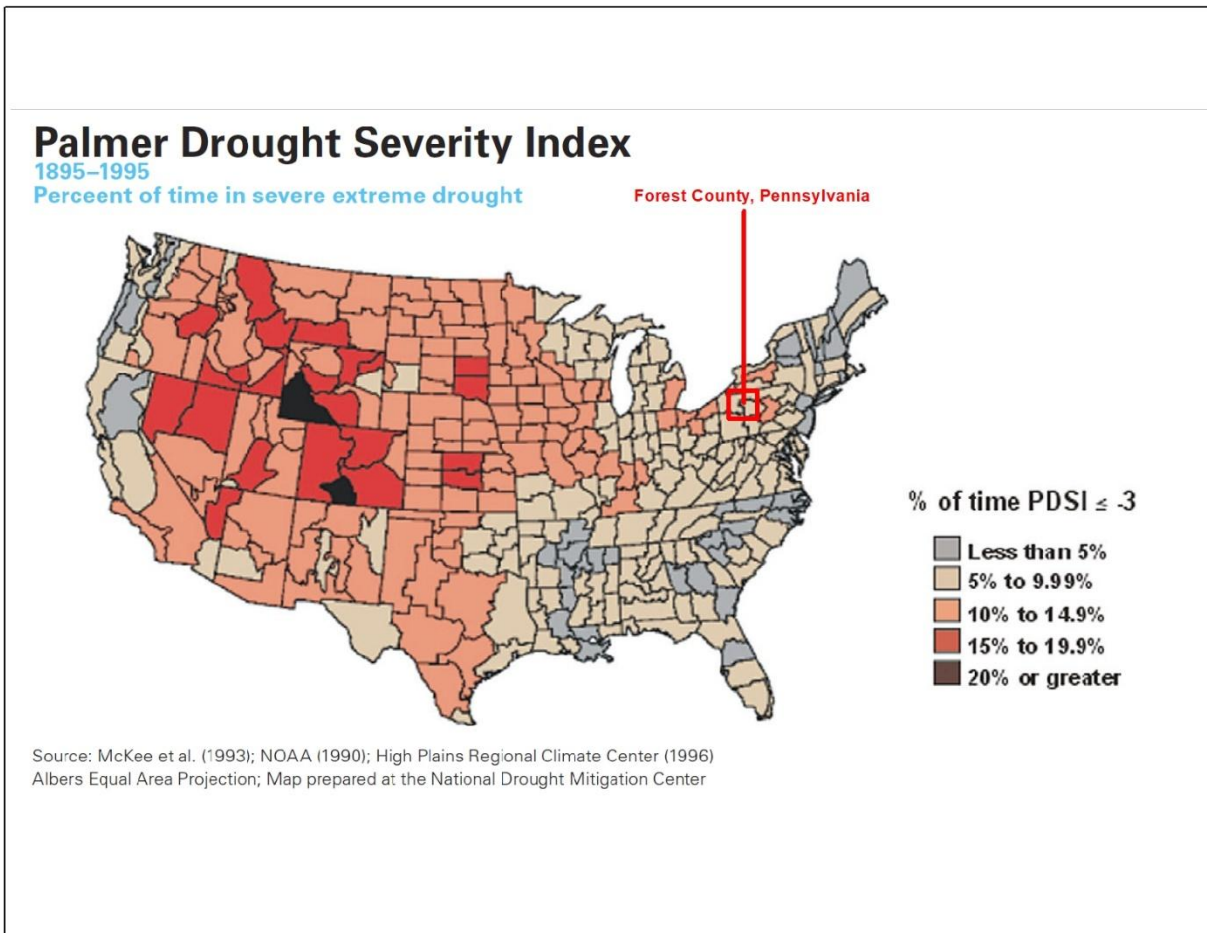 Palmer Drought Severity Index
1895–1995
Perceent of time in severe extreme drought
Forest County, Pennsylvania
% of time PDSI ≤ -3
Less than 5%
5% to 9.99%
10% to 14.9%
15% to 19.9%
20% or greater
Source: McKee et al. (1993); NOAA (1990); High Plains Regional Climate Center (1996)
Albers Equal Area Projection; Map prepared at the National Drought Mitigation Center